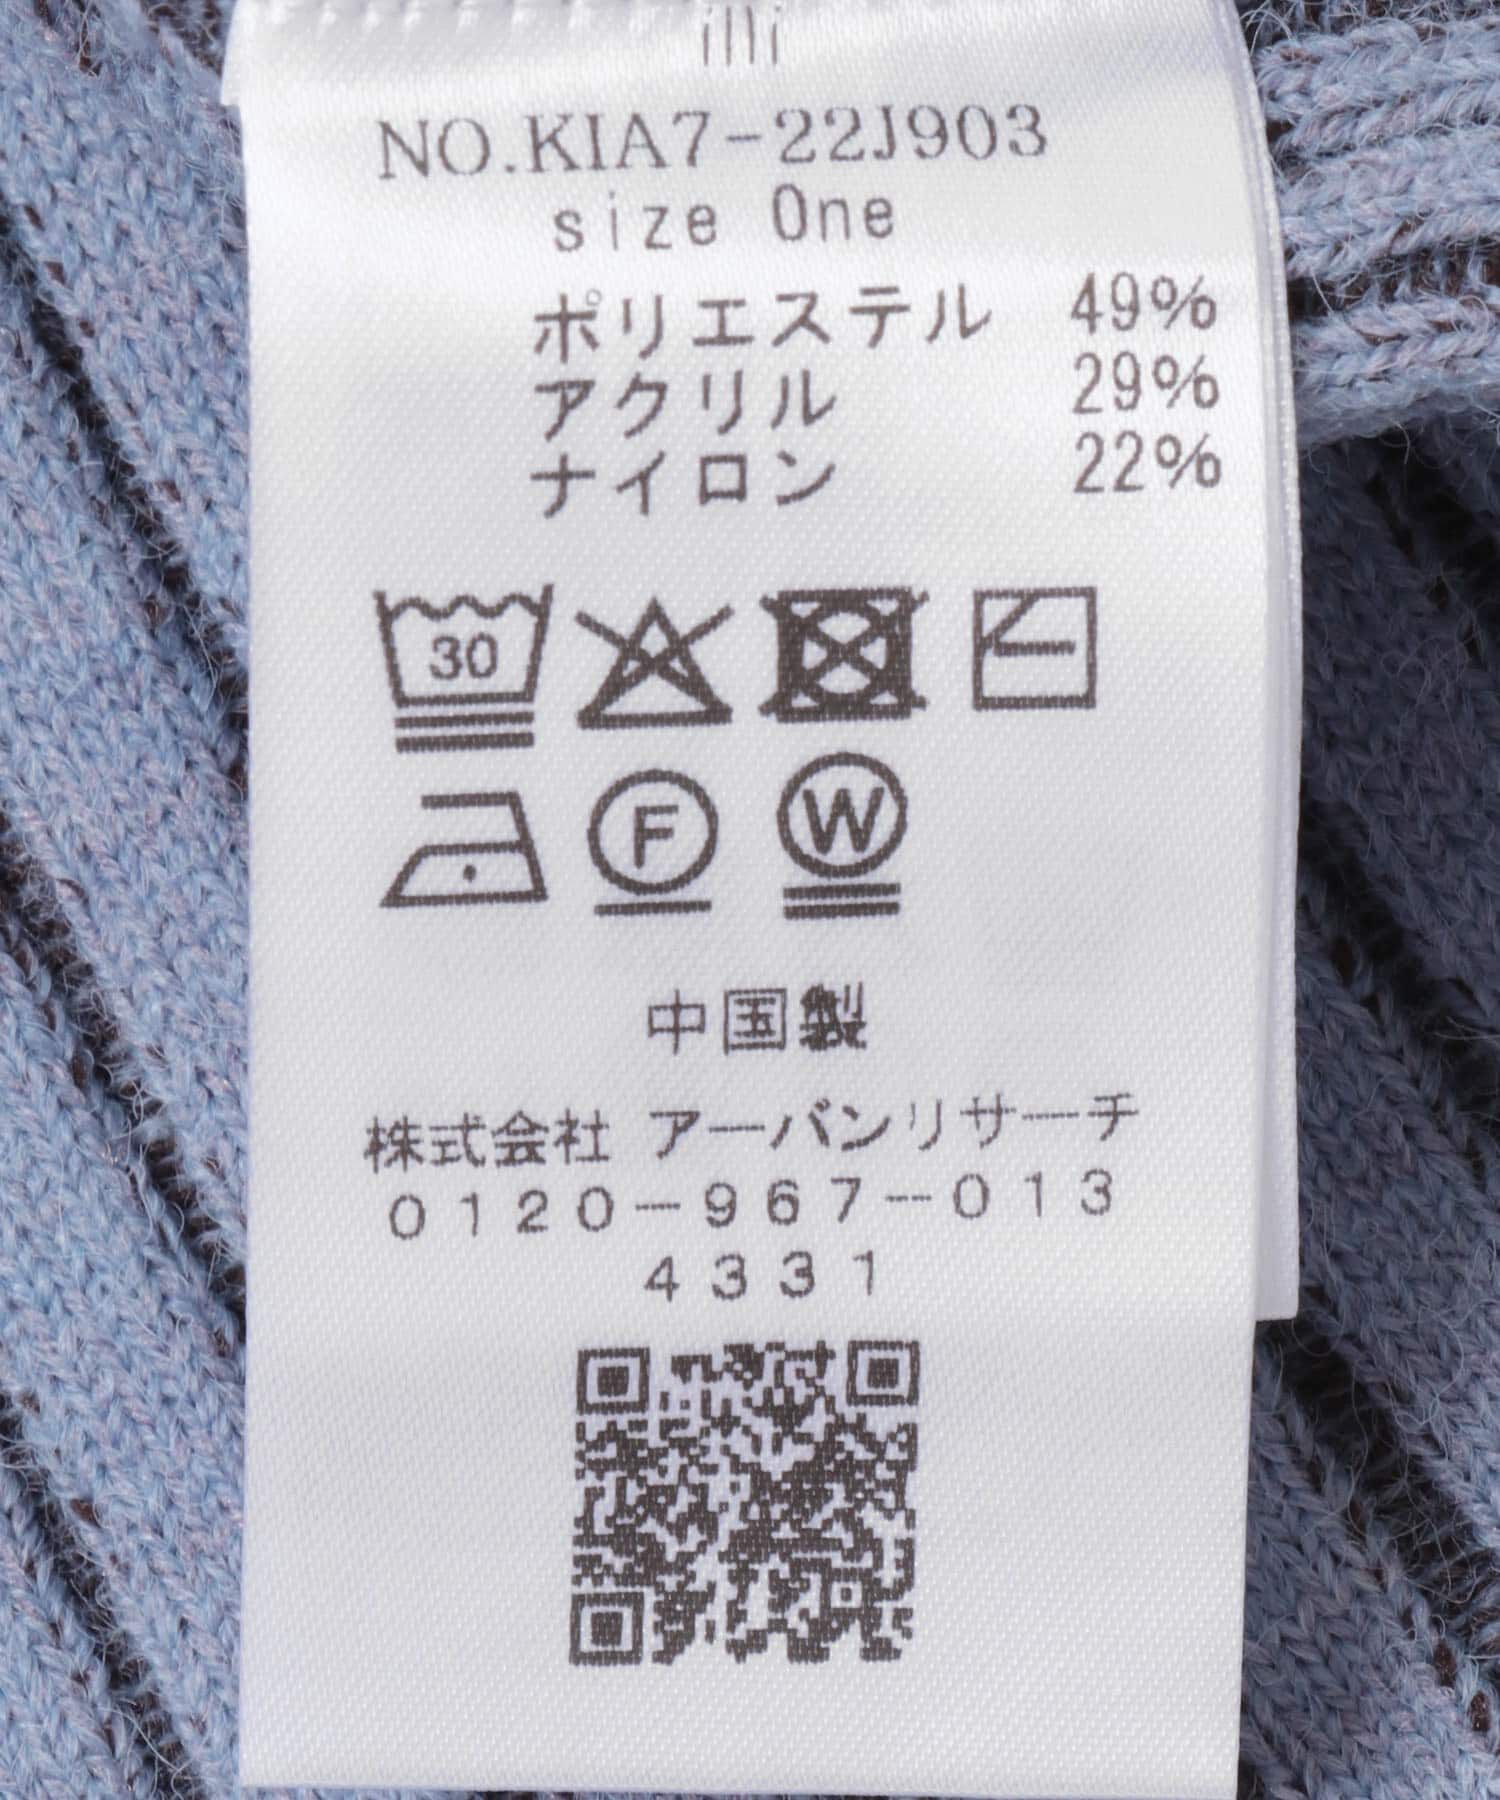 illi
NO.KIA7-22J903
size One
ポリエステル 49%
アクリル 29%
ナイロン 22%
30
F
W
中国製
株式会社 アーバンリサーチ
0120-967-013
4331